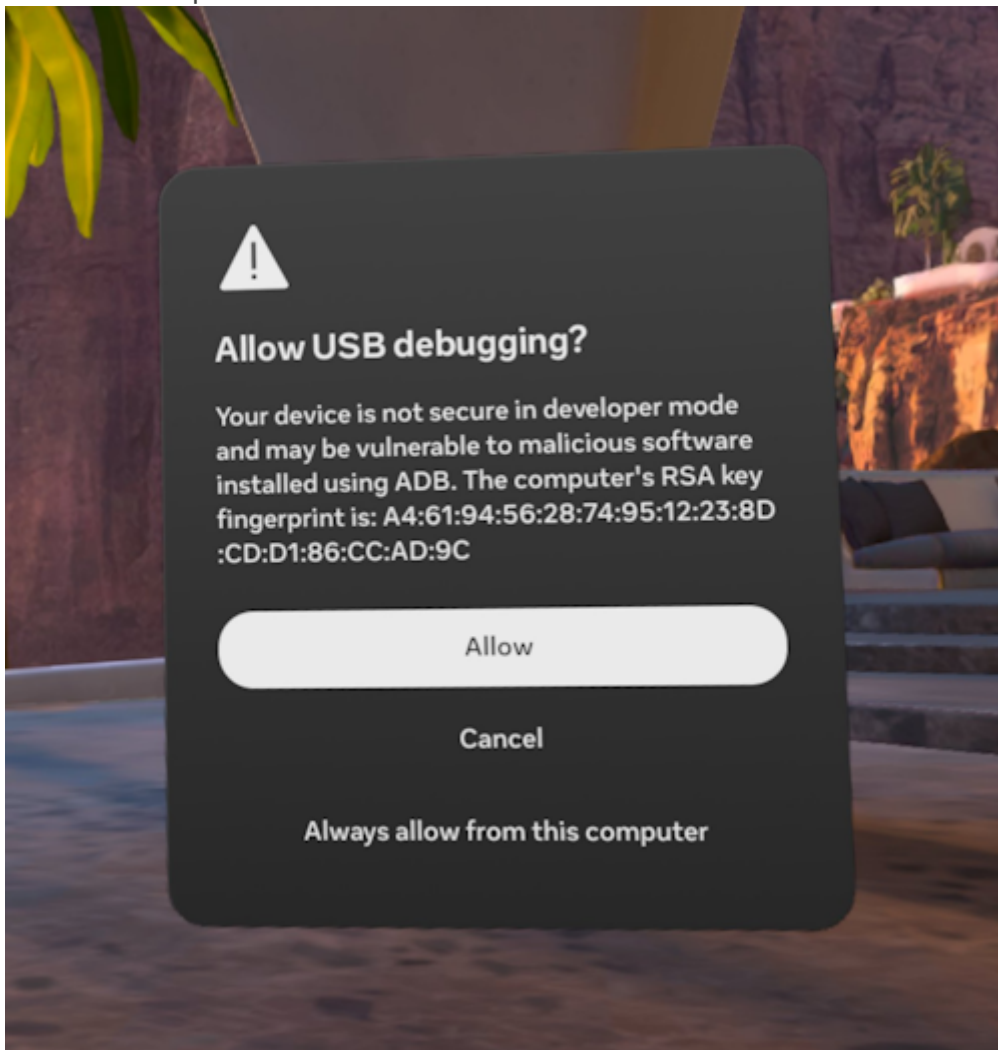 Allow USB debugging?
Your device is not secure in developer mode
and may be vulnerable to malicious software
installed using ADB. The computer's RSA key
fingerprint is: A4:61:94:56:28:74:95:12:23:8D
:CD:D1:86:CC:AD:9C
Allow
Cancel
Always allow from this computer